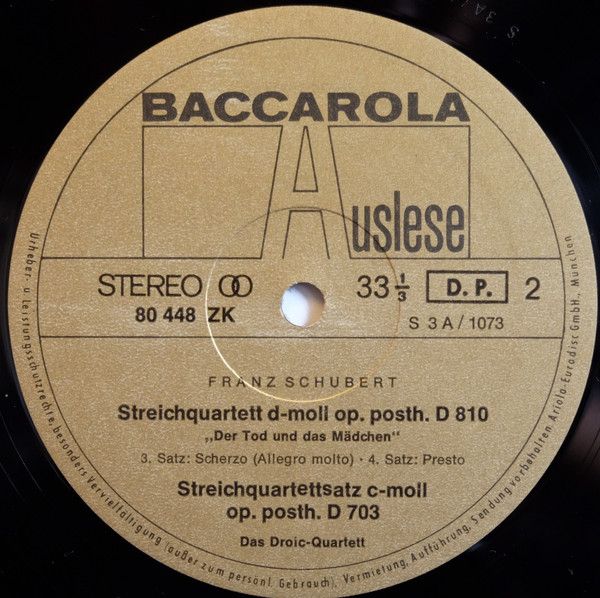 BACCAROLA
Auslese
STEREO
33 1/3 D. P. 2
80 448 ZK
S 3 A / 1073
FRANZ SCHUBERT
Streichquartett d-moll op. posth. D 810
„Der Tod und das Mädchen“
3. Satz: Scherzo (Allegro molto) · 4. Satz: Presto
Streichquartettsatz c-moll
op. posth. D 703
Das Droic-Quartett
Urheber- u. Leistungsschutzrechte, besonders Vervielfältigung (außer zum persönl. Gebrauch), Vermietung, Aufführung, Sendung vorbehalten. Ariola-Eurodisc GmbH., München
S 3A